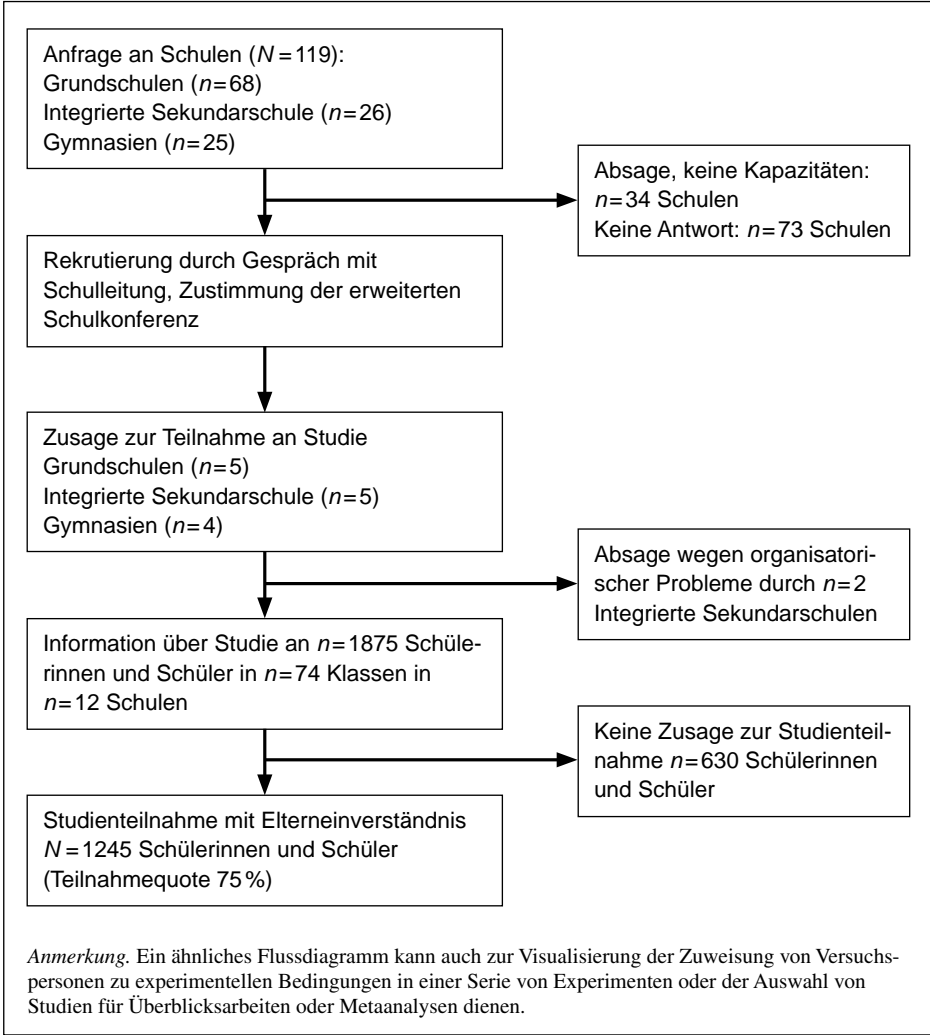 Anfrage an Schulen (N = 119):
Grundschulen (n = 68)
Integrierte Sekundarschule (n = 26)
Gymnasien (n = 25)
Absage, keine Kapazitäten:
n = 34 Schulen
Keine Antwort: n = 73 Schulen
Rekrutierung durch Gespräch mit
Schulleitung, Zustimmung der erweiterten
Schulkonferenz
Zusage zur Teilnahme an Studie
Grundschulen (n = 5)
Integrierte Sekundarschule (n = 5)
Gymnasien (n = 4)
Absage wegen organisatori-
scher Probleme durch n = 2
Integrierte Sekundarschulen
Information über Studie an n = 1875 Schüle-
rinnen und Schüler in n = 74 Klassen in
n = 12 Schulen
Keine Zusage zur Studienteil-
nahme n = 630 Schülerinnen
und Schüler
Studienteilnahme mit Elterneinverständnis
N = 1245 Schülerinnen und Schüler
(Teilnahmequote 75 %)
Anmerkung. Ein ähnliches Flussdiagramm kann auch zur Visualisierung der Zuweisung von Versuchs-
personen zu experimentellen Bedingungen in einer Serie von Experimenten oder der Auswahl von
Studien für Überblicksarbeiten oder Metaanalysen dienen.